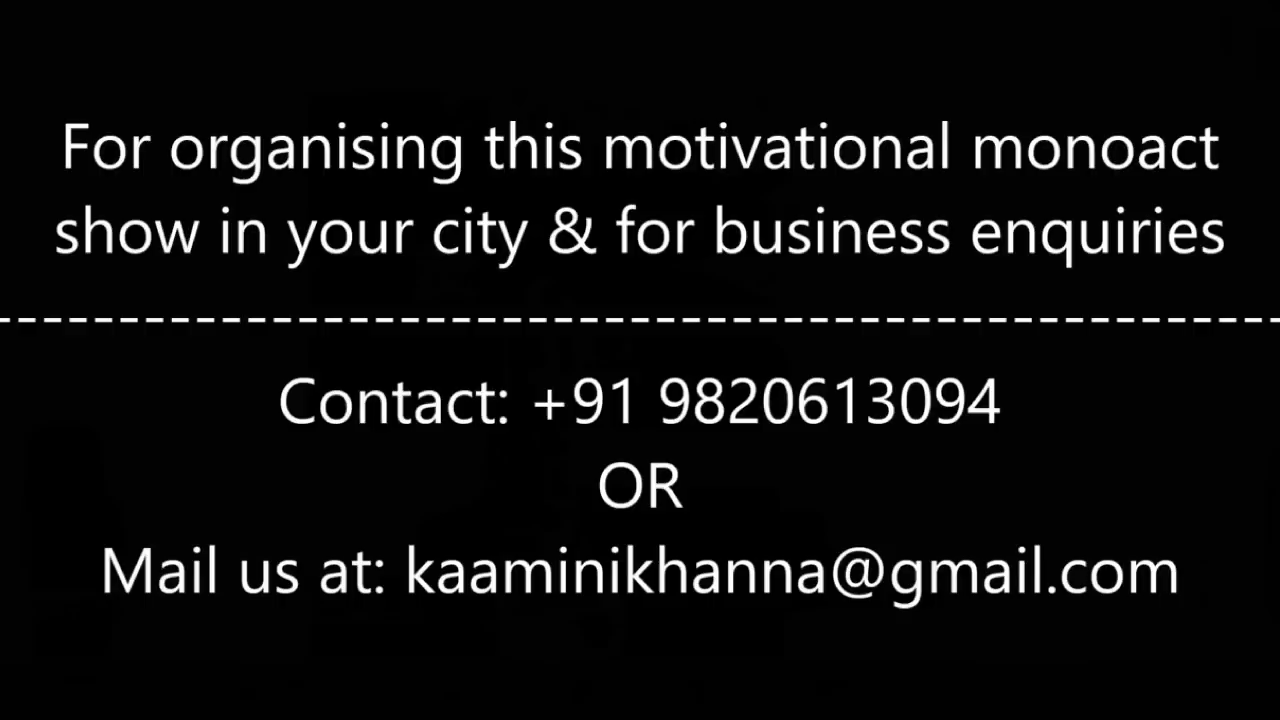 For organising this motivational monoact
show in your city & for business enquiries
--------------------------------------------------
Contact: +91 9820613094
OR
Mail us at: kaaminikhanna@gmail.com